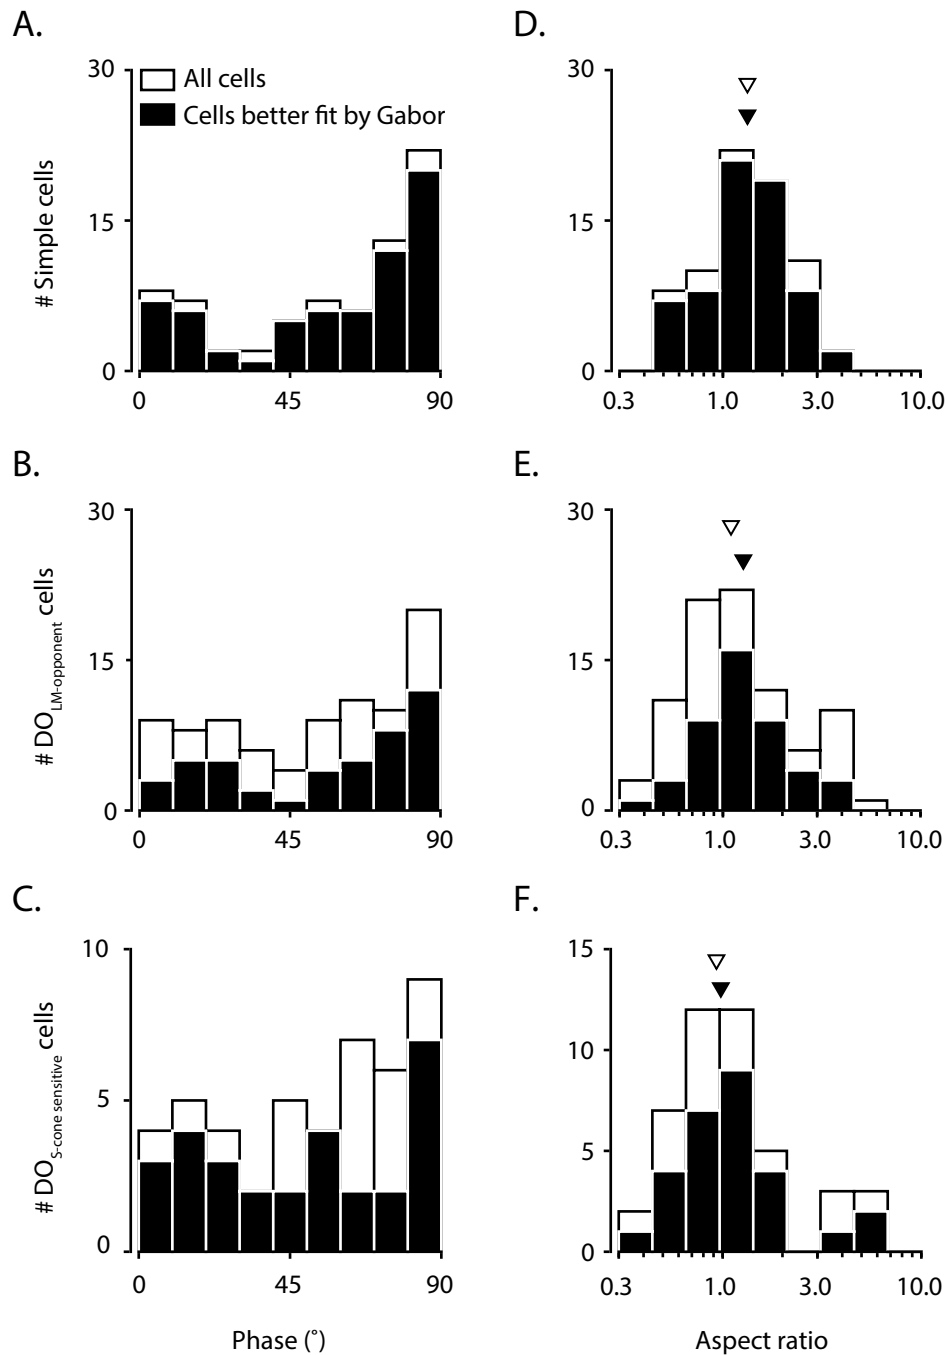 A.
30
15
0
# Simple cells
All cells
Cells better fit by Gabor
0 45 90
D.
30
15
0
0.3 1.0 3.0 10.0
B.
30
15
0
# DO LM-opponent cells
0 45 90
E.
30
15
0
0.3 1.0 3.0 10.0
C.
10
5
0
# DO S-cone sensitive cells
0 45 90
Phase (°)
F.
15
10
5
0
0.3 1.0 3.0 10.0
Aspect ratio